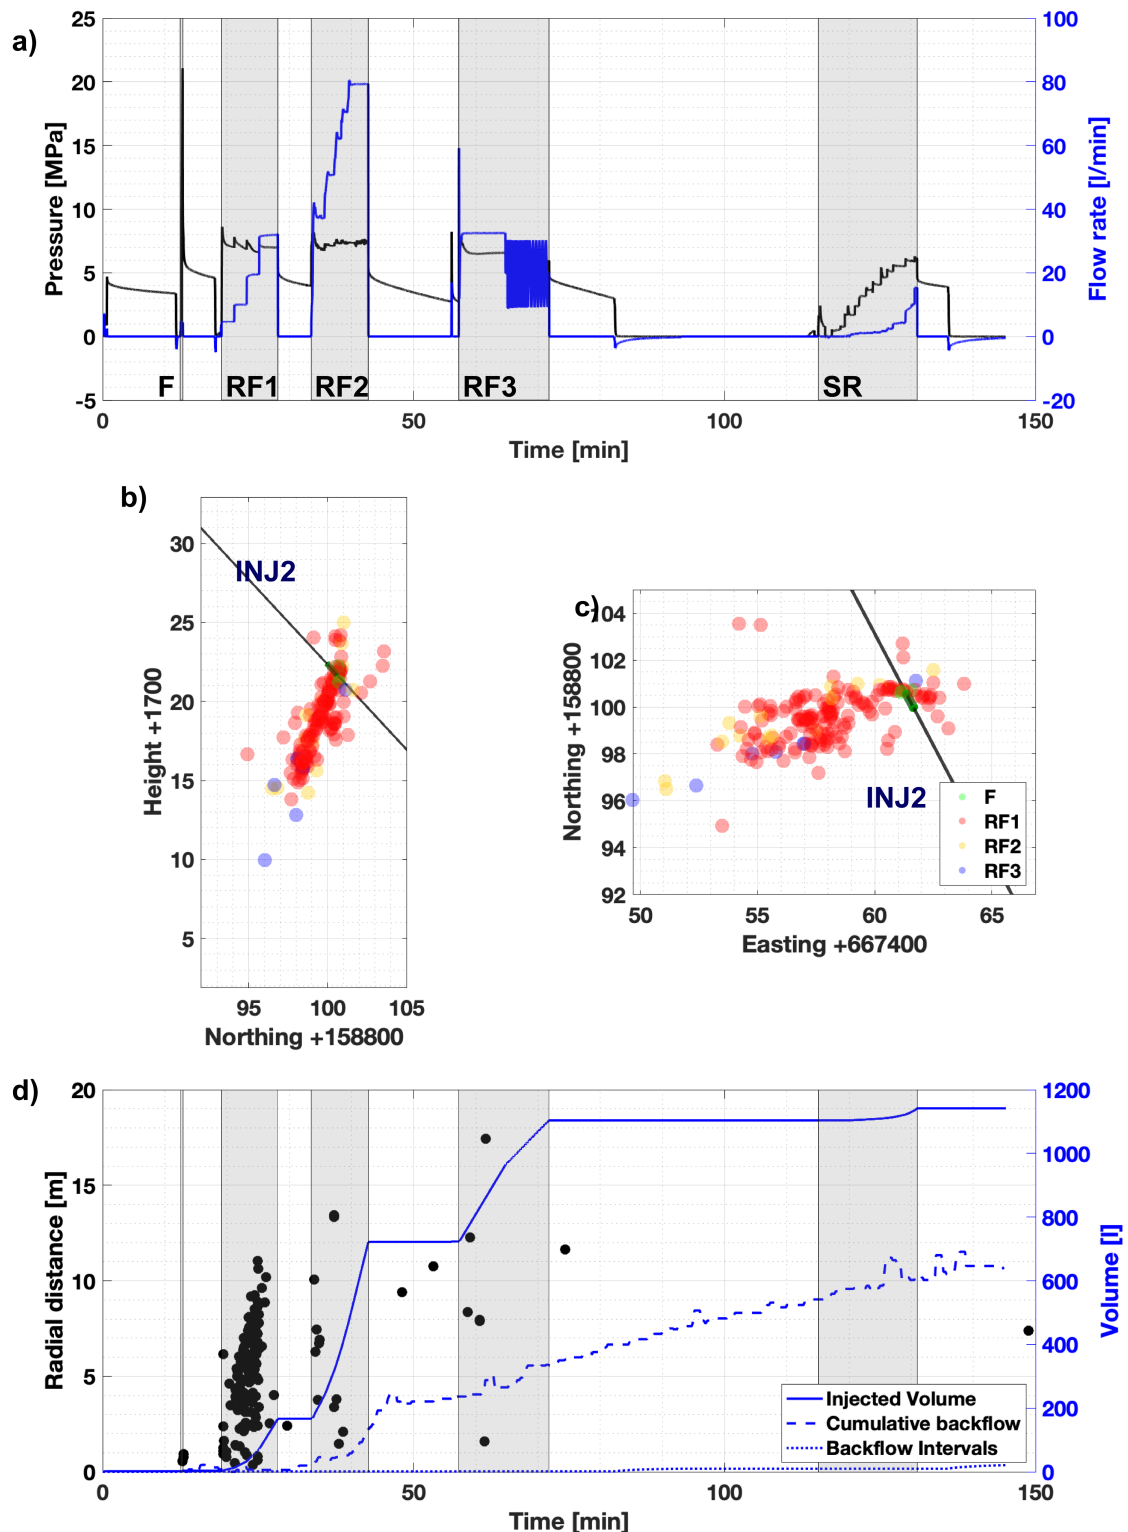 a)
25
20
15
10
5
0
-5
Pressure [MPa]
100
80
60
40
20
0
-20
Flow rate [l/min]
F
RF1
RF2
RF3
SR
0
50
100
150
Time [min]
b)
30
25
20
15
10
5
Height +1700
INJ2
95
100
105
Northing +158800
c)
104
102
100
98
96
94
92
Northing +158800
INJ2
F
RF1
RF2
RF3
50
55
60
65
Easting +667400
d)
20
15
10
5
0
Radial distance [m]
1200
1000
800
600
400
200
0
Volume [l]
Injected Volume
Cumulative backflow
Backflow Intervals
0
50
100
150
Time [min]